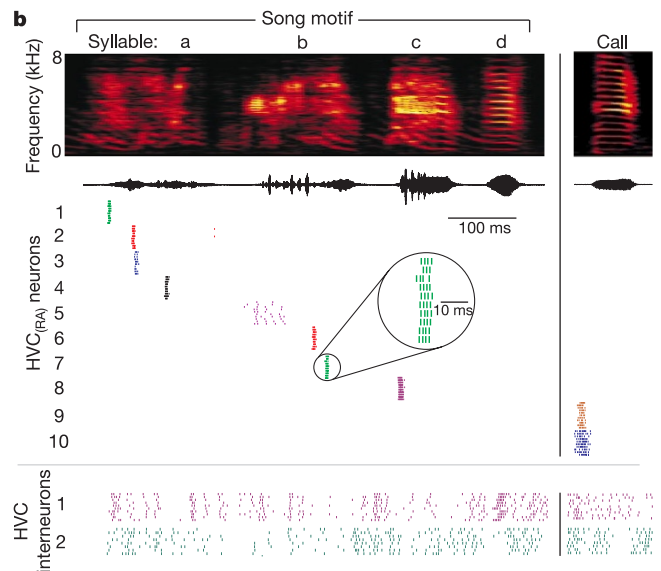 b
Song motif
Syllable: a b c d Call
Frequency (kHz)
8
0
100 ms
HVC(RA) neurons
1
2
3
4
5
6
7
8
9
10
10 ms
HVC
interneurons
1
2